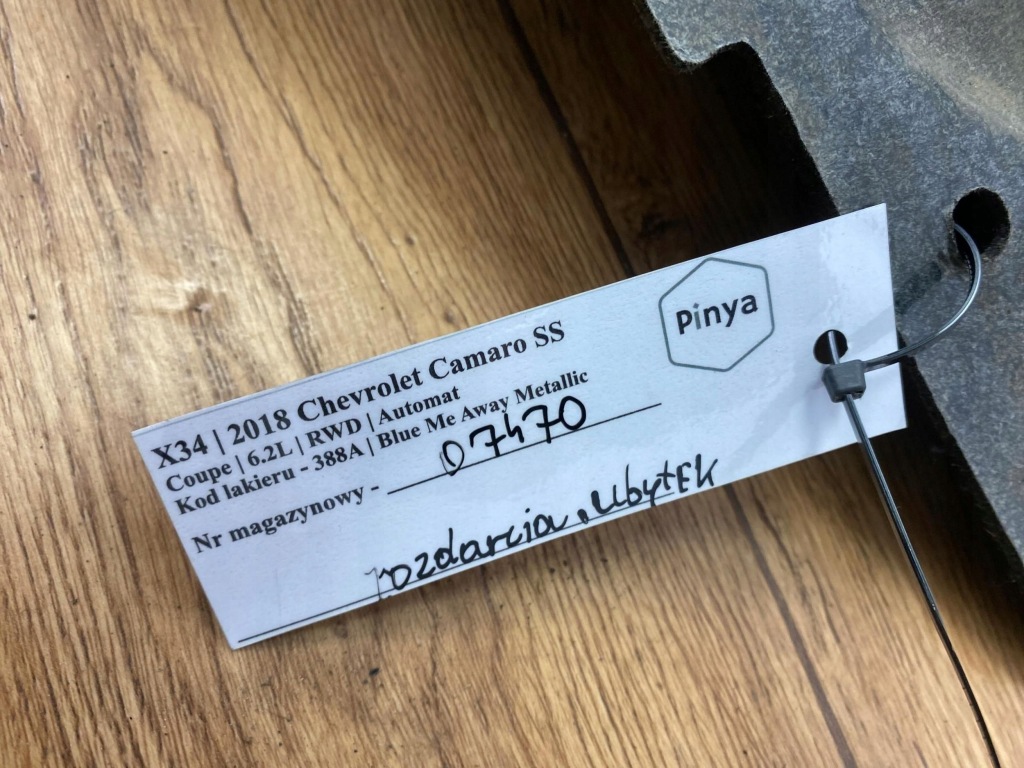 pinya
X34 | 2018 Chevrolet Camaro SS
Coupe | 6.2L | RWD | Automat
Kod lakieru - 388A | Blue Me Away Metallic
Nr magazynowy - 07470
rozdarcia, ubytEk